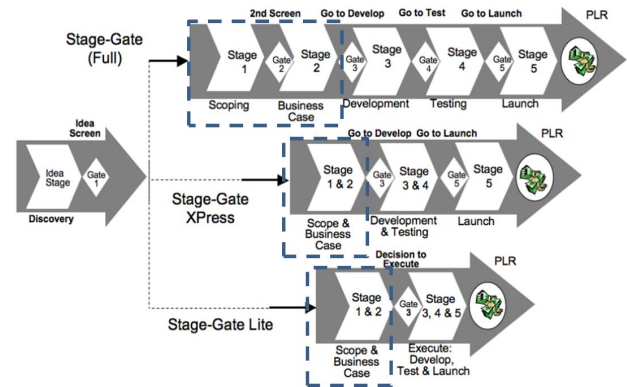 2nd Screen
Go to Develop
Go to Test
Go to Launch
PLR
Stage-Gate
(Full)
Stage
1
Gate
2
Stage
2
Gate
3
Stage
3
Gate
4
Stage
4
Gate
5
Stage
5
Scoping
Business
Case
Development
Testing
Launch
Idea
Screen
Idea
Stage
Gate
1
Discovery
Go to Develop
Go to Launch
PLR
Stage-Gate
XPress
Stage
1 & 2
Gate
3
Stage
3 & 4
Gate
5
Stage
5
Scope &
Business
Case
Development
& Testing
Launch
Decision to
Execute
PLR
Stage-Gate Lite
Stage
1 & 2
Gate
3
Stage
3, 4 & 5
Scope &
Business
Case
Execute:
Develop,
Test & Launch